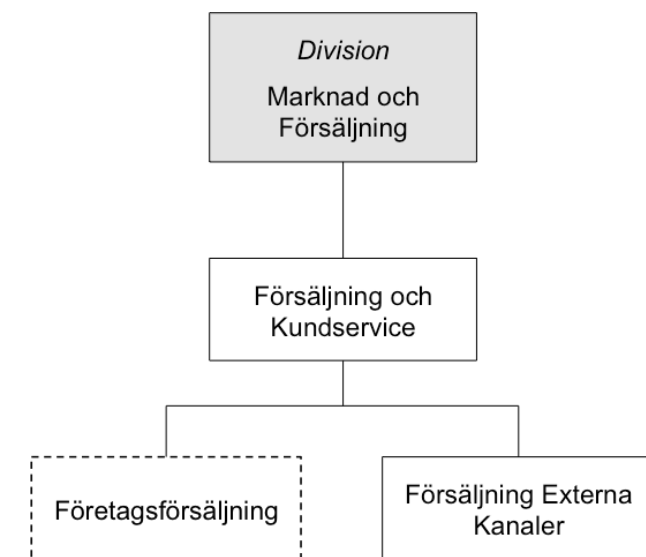 Division
Marknad och
Försäljning
Försäljning och
Kundservice
Företagsförsäljning
Försäljning Externa
Kanaler